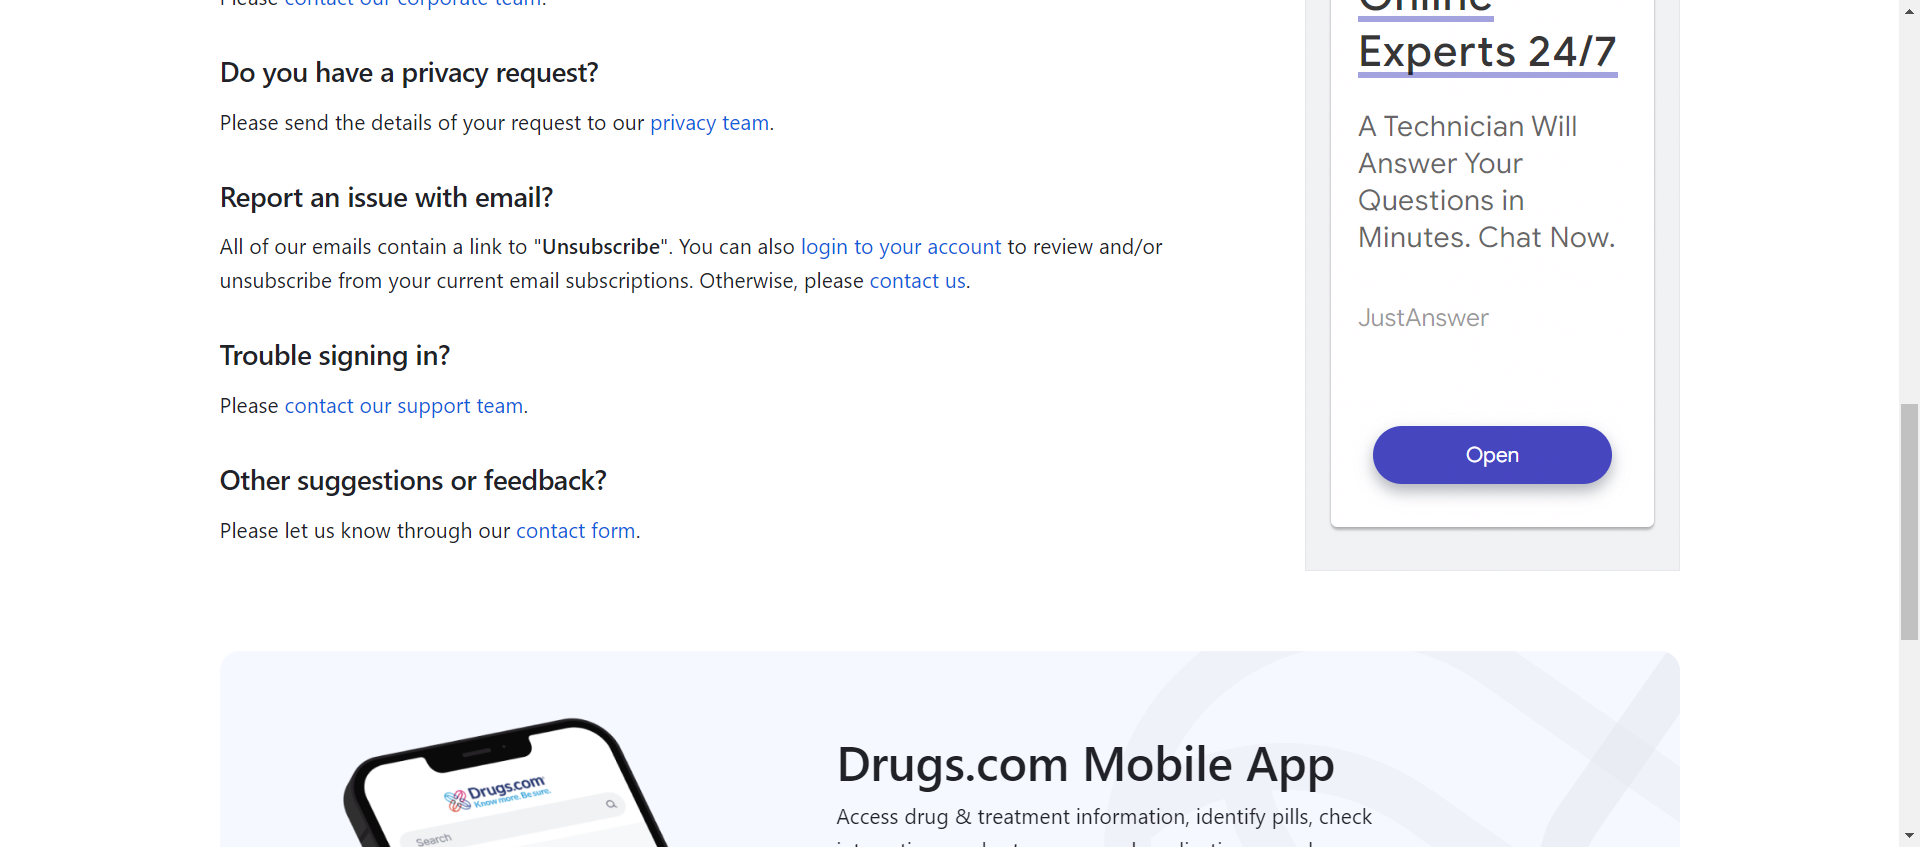 Please contact our corporate team.
Do you have a privacy request?
Please send the details of your request to our privacy team.
Report an issue with email?
All of our emails contain a link to "Unsubscribe". You can also login to your account to review and/or
unsubscribe from your current email subscriptions. Otherwise, please contact us.
Trouble signing in?
Please contact our support team.
Other suggestions or feedback?
Please let us know through our contact form.
Online
Experts 24/7
A Technician Will
Answer Your
Questions in
Minutes. Chat Now.
JustAnswer
Open
Drugs.com
Know more. Be sure.
Search
Drugs.com Mobile App
Access drug & treatment information, identify pills, check